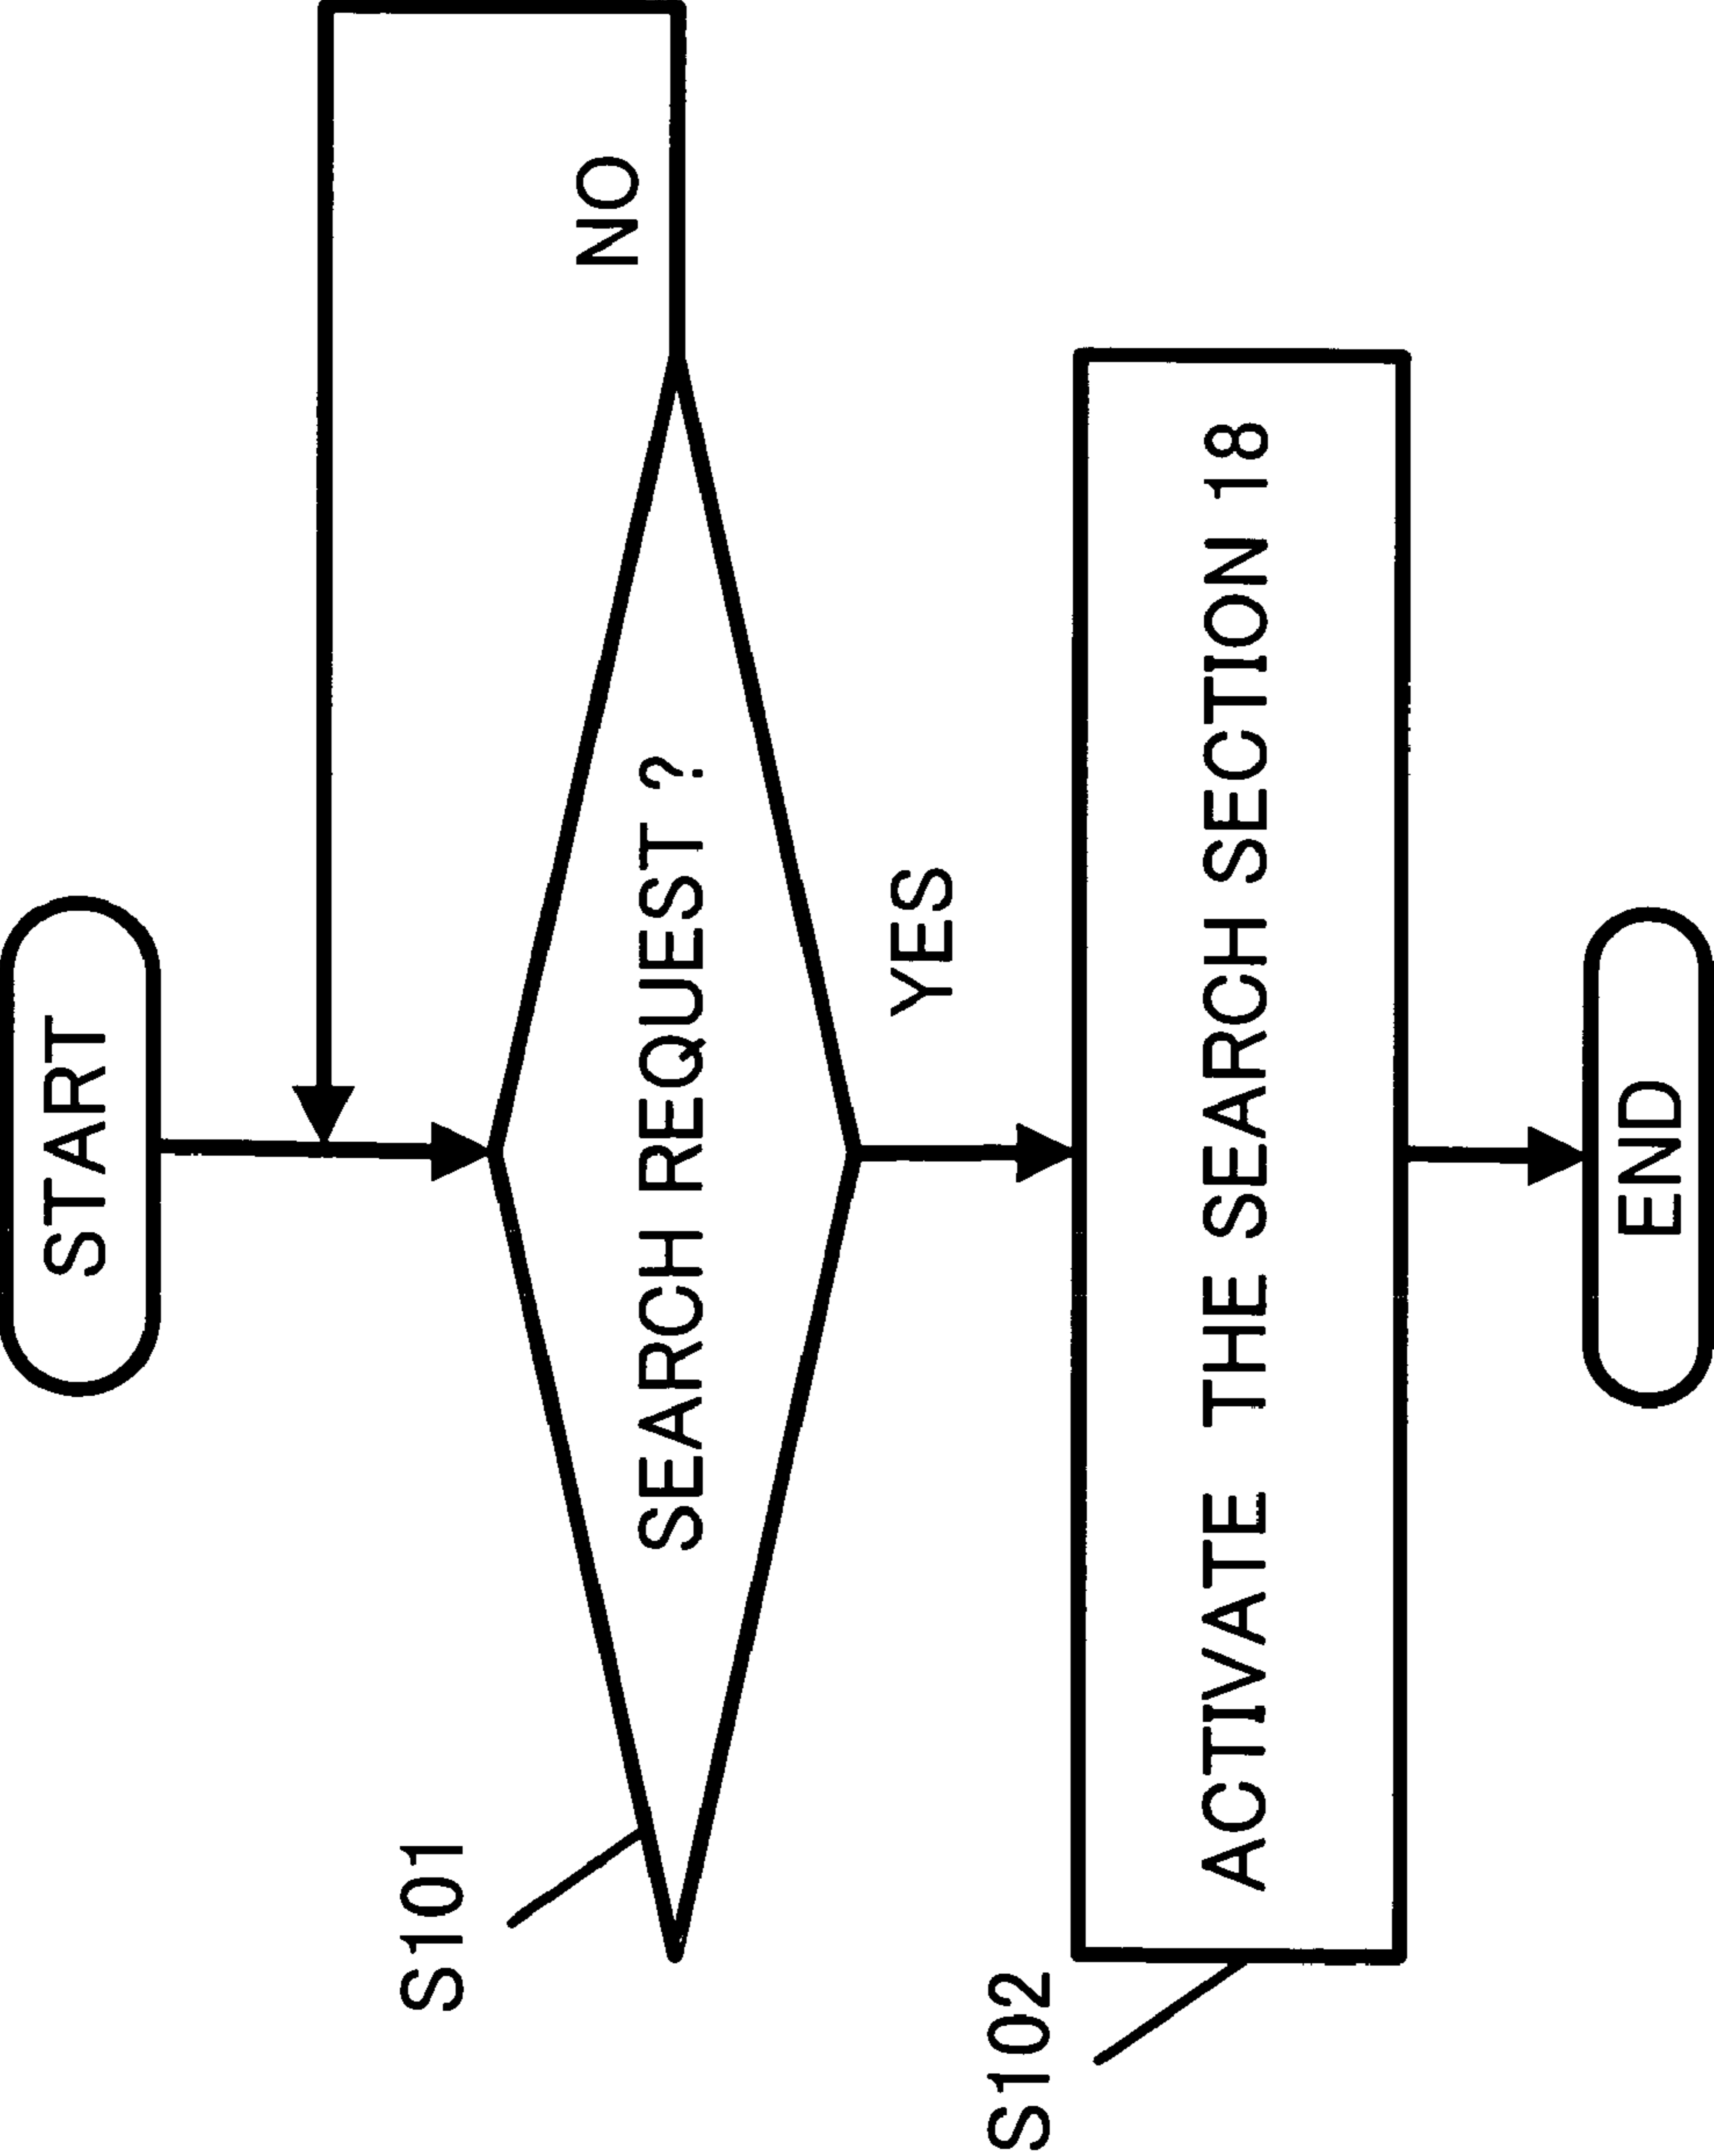 START
S101
SEARCH REQUEST ?
NO
YES
S102
ACTIVATE THE SEARCH SECTION 18
END